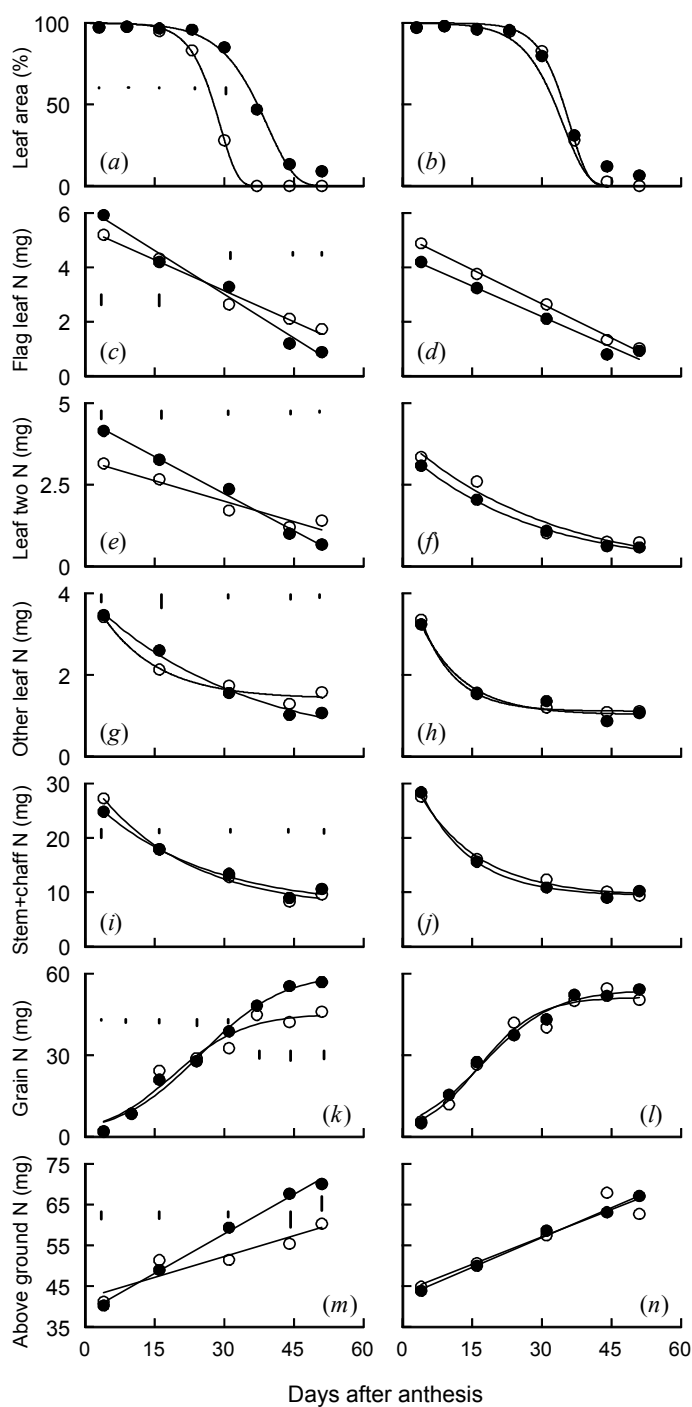 100
50
0
Leaf area (%)
(a)
(b)
6
4
2
0
Flag leaf N (mg)
(c)
(d)
5
2.5
0
Leaf two N (mg)
(e)
(f)
4
2
0
Other leaf N (mg)
(g)
(h)
30
20
10
0
Stem+chaff N (mg)
(i)
(j)
60
30
0
Grain N (mg)
(k)
(l)
75
65
55
45
35
Above ground N (mg)
(m)
(n)
0 15 30 45 60 0 15 30 45 60
Days after anthesis